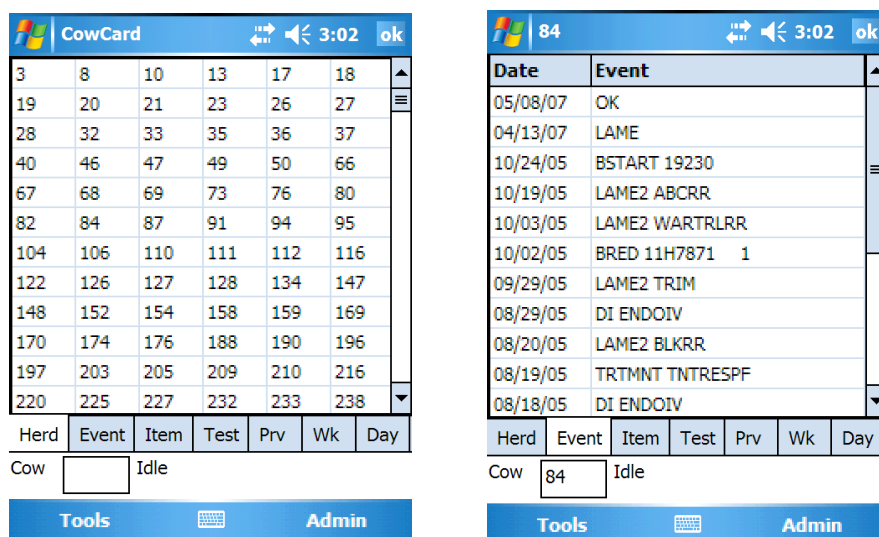 CowCard 3:02 ok
3 8 10 13 17 18
19 20 21 23 26 27
28 32 33 35 36 37
40 46 47 49 50 66
67 68 69 73 76 80
82 84 87 91 94 95
104 106 110 111 112 116
122 126 127 128 134 147
148 152 154 158 159 169
170 174 176 188 190 196
197 203 205 209 210 216
220 225 227 232 233 238
Herd Event Item Test Prv Wk Day
Cow Idle
Tools Admin
84 3:02 ok
Date Event
05/08/07 OK
04/13/07 LAME
10/24/05 BSTART 19230
10/19/05 LAME2 ABCRR
10/03/05 LAME2 WARTRLRR
10/02/05 BRED 11H7871 1
09/29/05 LAME2 TRIM
08/29/05 DI ENDOIV
08/20/05 LAME2 BLKRR
08/19/05 TRTMNT TNTRESPF
08/18/05 DI ENDOIV
Herd Event Item Test Prv Wk Day
Cow 84 Idle
Tools Admin